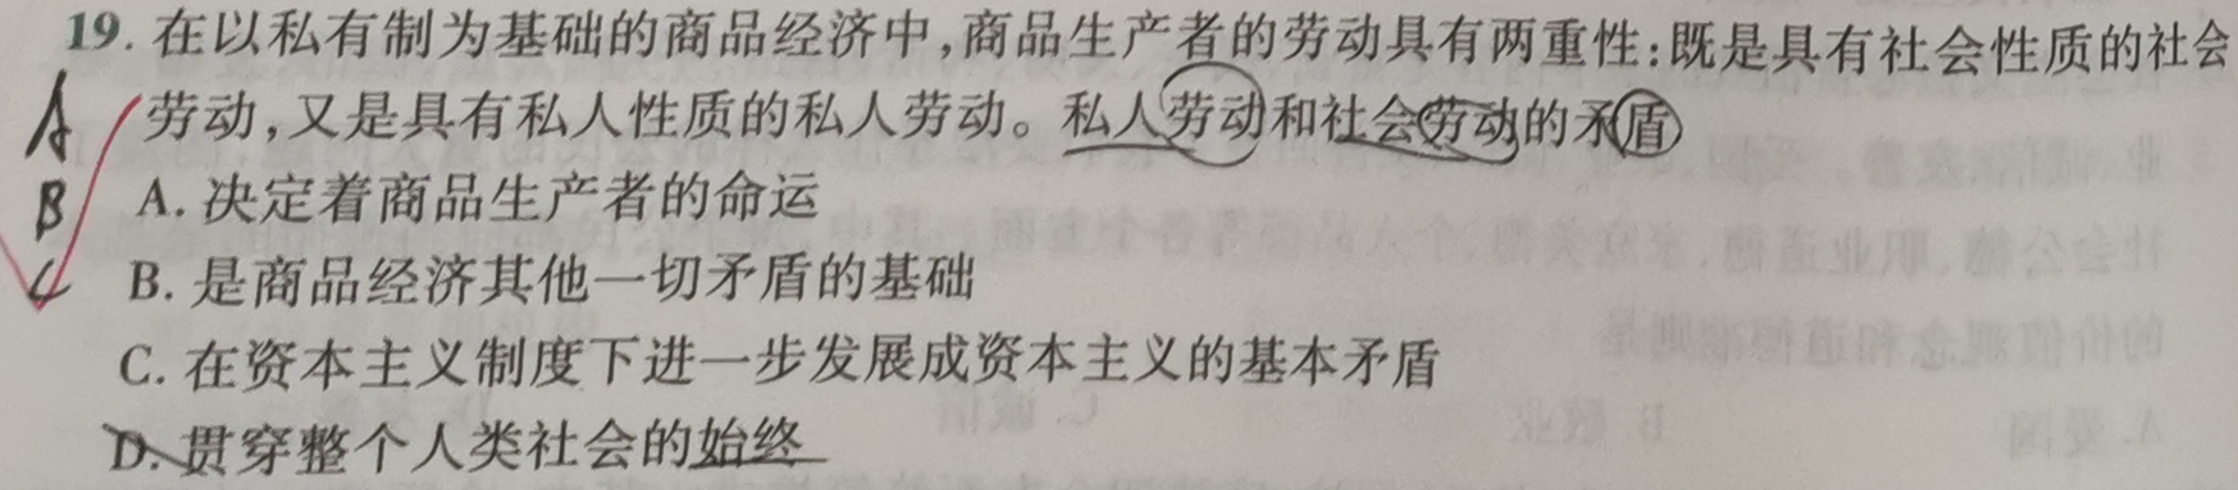 19. 在以私有制为基础的商品经济中,商品生产者的劳动具有两重性:既是具有社会性质的社会
A 劳动,又是具有私人性质的私人劳动。私人劳动和社会劳动的矛盾
B A. 决定着商品生产者的命运
C B. 是商品经济其他一切矛盾的基础
C. 在资本主义制度下进一步发展成资本主义的基本矛盾
D. 贯穿整个人类社会的始终